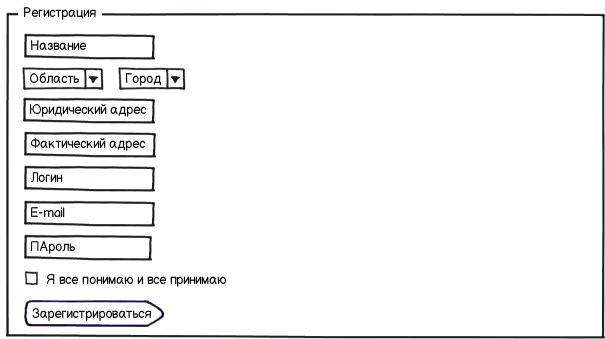 Регистрация
Название
Область Город
Юридический адрес
Фактический адрес
Логин
E-mail
ПАроль
Я все понимаю и все принимаю
Зарегистрироваться